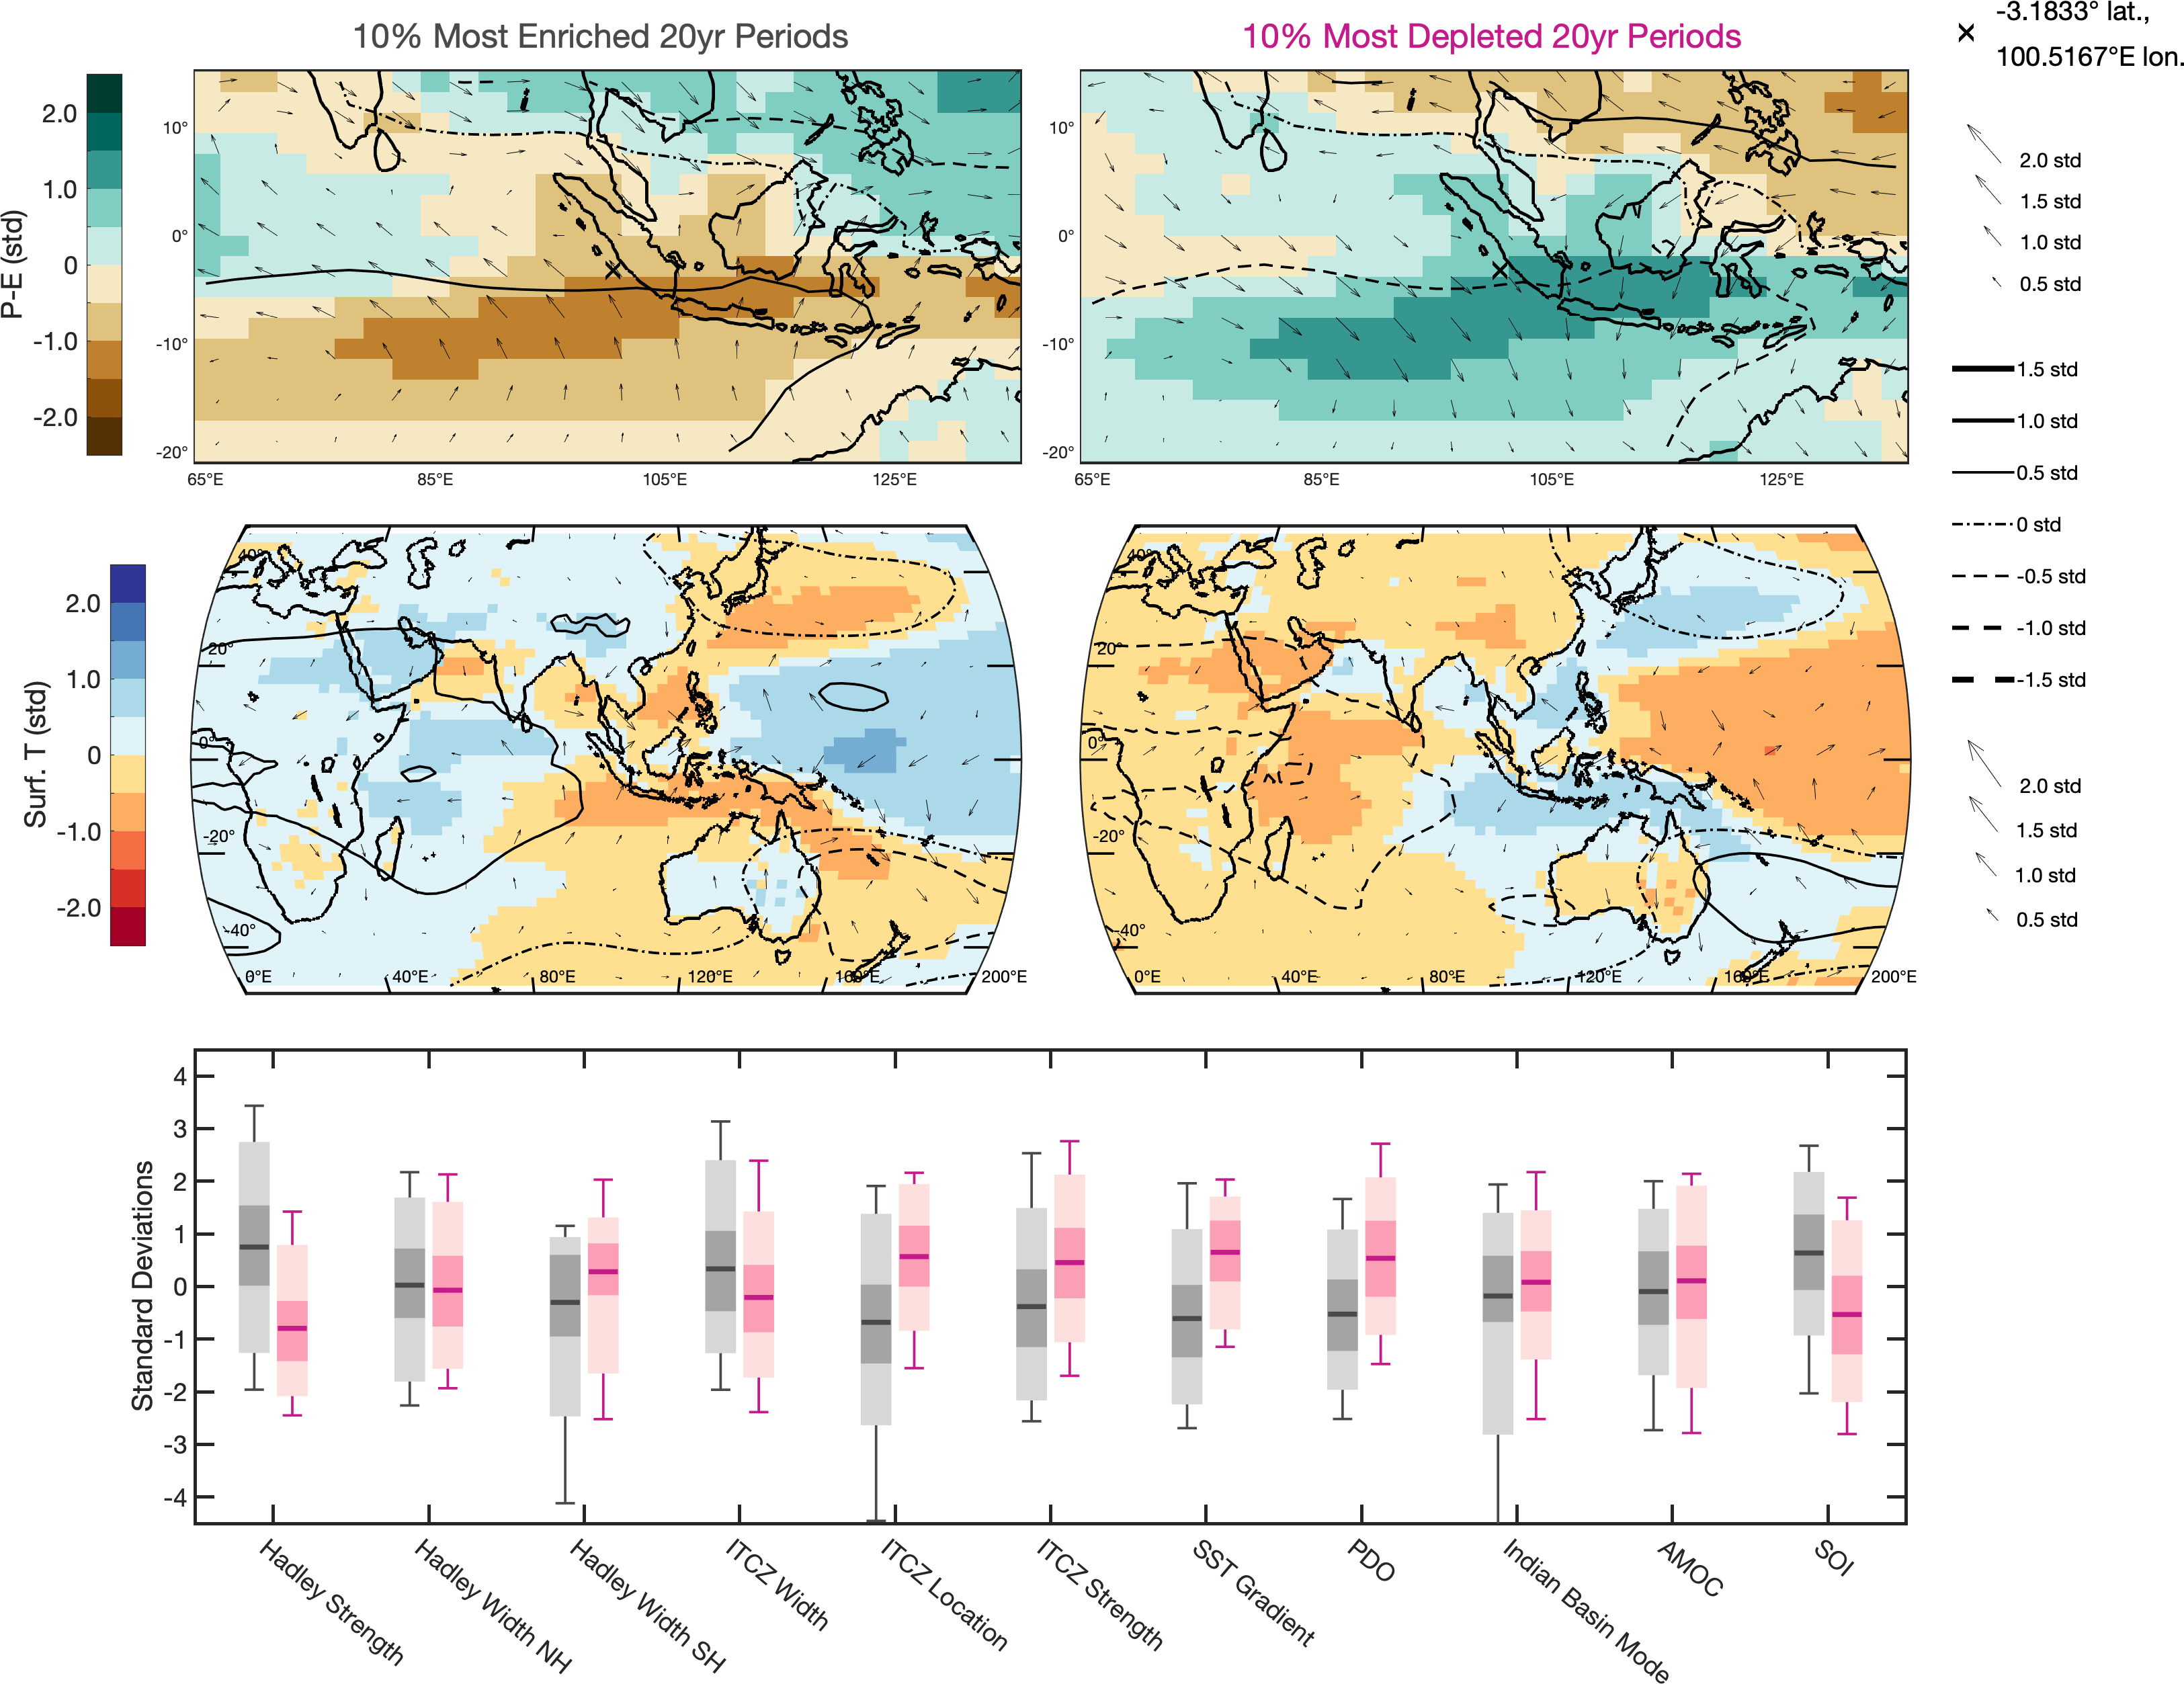 10% Most Enriched 20yr Periods
10% Most Depleted 20yr Periods
-3.1833° lat.,
100.5167°E lon.
P-E (std)
2.0
1.0
0
-1.0
-2.0
10°
0°
-10°
-20°
65°E
85°E
105°E
125°E
10°
0°
-10°
-20°
65°E
85°E
105°E
125°E
2.0 std
1.5 std
1.0 std
0.5 std
1.5 std
1.0 std
0.5 std
0 std
-0.5 std
-1.0 std
-1.5 std
2.0 std
1.5 std
1.0 std
0.5 std
Surf. T (std)
2.0
1.0
0
-1.0
-2.0
40°
20°
0°
-20°
-40°
0°E
40°E
80°E
120°E
160°E
200°E
40°
20°
0°
-20°
-40°
0°E
40°E
80°E
120°E
160°E
200°E
Standard Deviations
4
3
2
1
0
-1
-2
-3
-4
Hadley Strength
Hadley Width NH
Hadley Width SH
ITCZ Width
ITCZ Location
ITCZ Strength
SST Gradient
PDO
Indian Basin Mode
AMOC
SOI